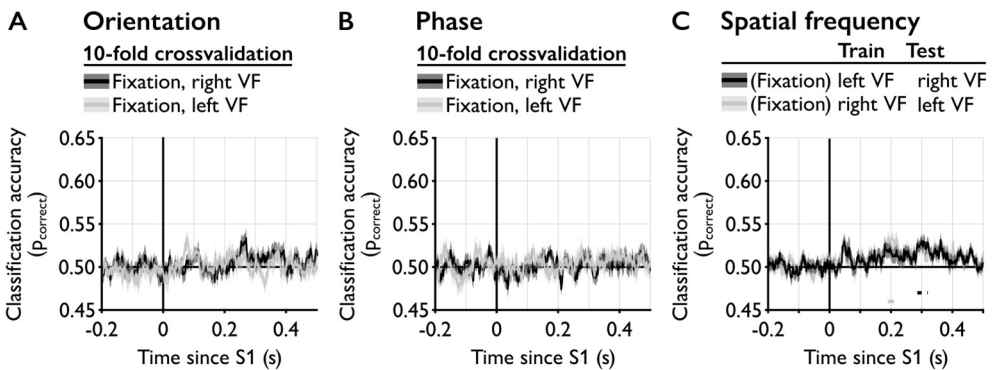 A Orientation
10-fold crossvalidation
Fixation, right VF
Fixation, left VF
Classification accuracy
(pcorrect)
0.65
0.60
0.55
0.50
0.45
-0.2 0 0.2 0.4
Time since S1 (s)
B Phase
10-fold crossvalidation
Fixation, right VF
Fixation, left VF
Classification accuracy
(pcorrect)
0.65
0.60
0.55
0.50
0.45
-0.2 0 0.2 0.4
Time since S1 (s)
C Spatial frequency
Train Test
(Fixation) left VF right VF
(Fixation) right VF left VF
Classification accuracy
(pcorrect)
0.65
0.60
0.55
0.50
0.45
-0.2 0 0.2 0.4
Time since S1 (s)